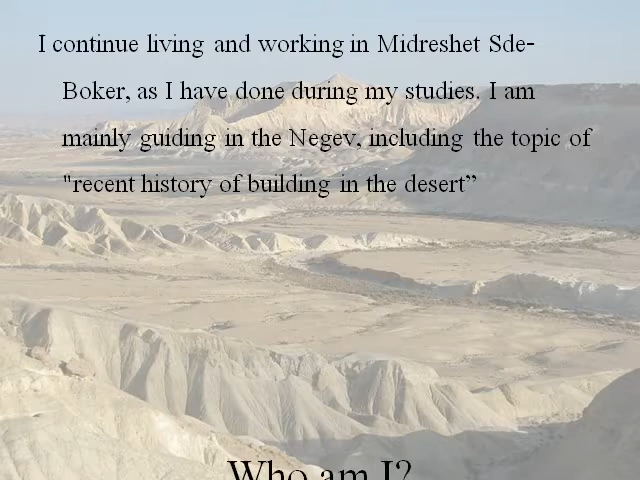 I continue living and working in Midreshet Sde-
Boker, as I have done during my studies. I am
mainly guiding in the Negev, including the topic of
"recent history of building in the desert”
Who am I?